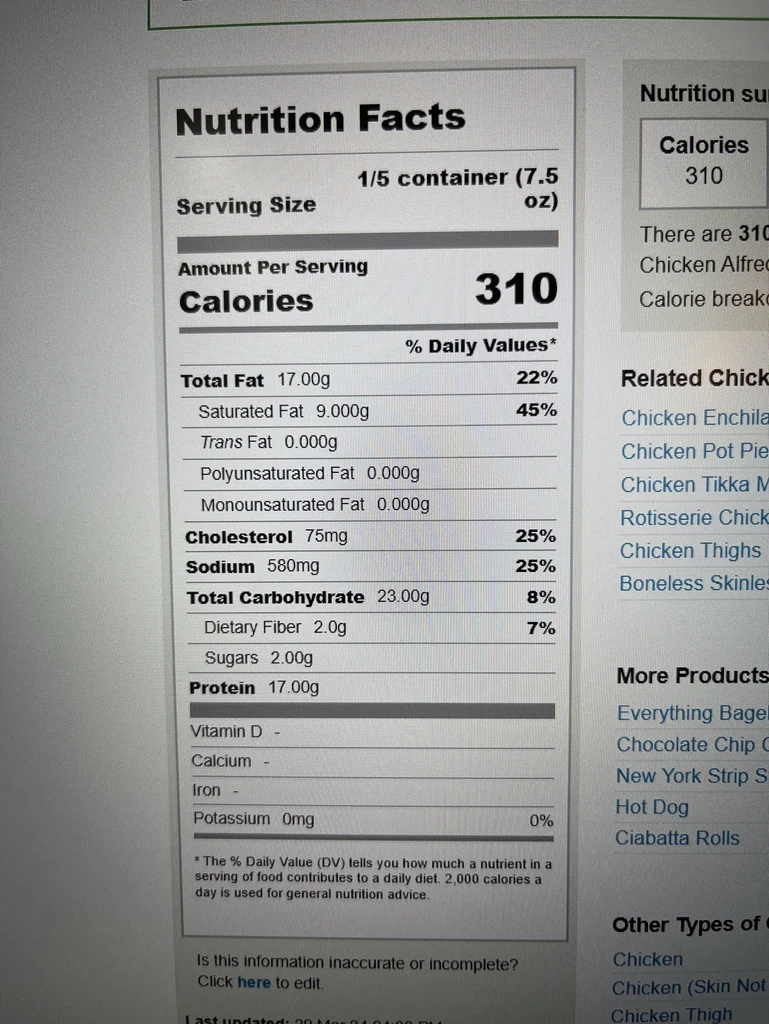 Nutrition Facts
1/5 container (7.5
Serving Size oz)
Amount Per Serving
Calories 310
% Daily Values*
Total Fat 17.00g 22%
Saturated Fat 9.000g 45%
Trans Fat 0.000g
Polyunsaturated Fat 0.000g
Monounsaturated Fat 0.000g
Cholesterol 75mg 25%
Sodium 580mg 25%
Total Carbohydrate 23.00g 8%
Dietary Fiber 2.0g 7%
Sugars 2.00g
Protein 17.00g
Vitamin D -
Calcium -
Iron -
Potassium 0mg 0%
* The % Daily Value (DV) tells you how much a nutrient in a
serving of food contributes to a daily diet. 2,000 calories a
day is used for general nutrition advice.
Is this information inaccurate or incomplete?
Click here to edit.
Last updated:
Nutrition su
Calories
310
There are 310
Chicken Alfre
Calorie break
Related Chick
Chicken Enchila
Chicken Pot Pie
Chicken Tikka M
Rotisserie Chick
Chicken Thighs
Boneless Skinles
More Products
Everything Bagel
Chocolate Chip C
New York Strip S
Hot Dog
Ciabatta Rolls
Other Types of
Chicken
Chicken (Skin Not
Chicken Thigh